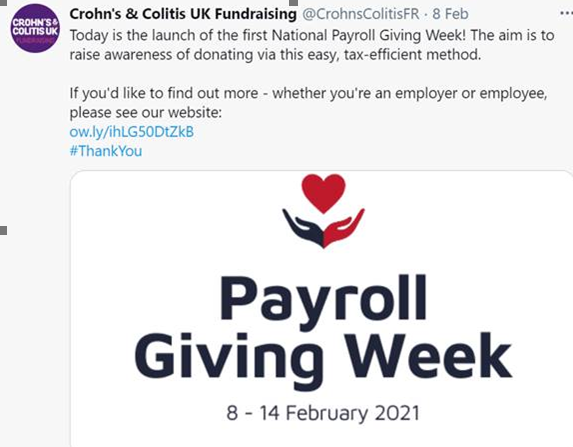 CROHN'S &
COLITIS UK
FUNDRAISING
Crohn's & Colitis UK Fundraising @CrohnsColitisFR · 8 Feb
Today is the launch of the first National Payroll Giving Week! The aim is to
raise awareness of donating via this easy, tax-efficient method.
If you'd like to find out more - whether you're an employer or employee,
please see our website:
ow.ly/ihLG50DtZkB
#ThankYou
Payroll
Giving Week
8 - 14 February 2021